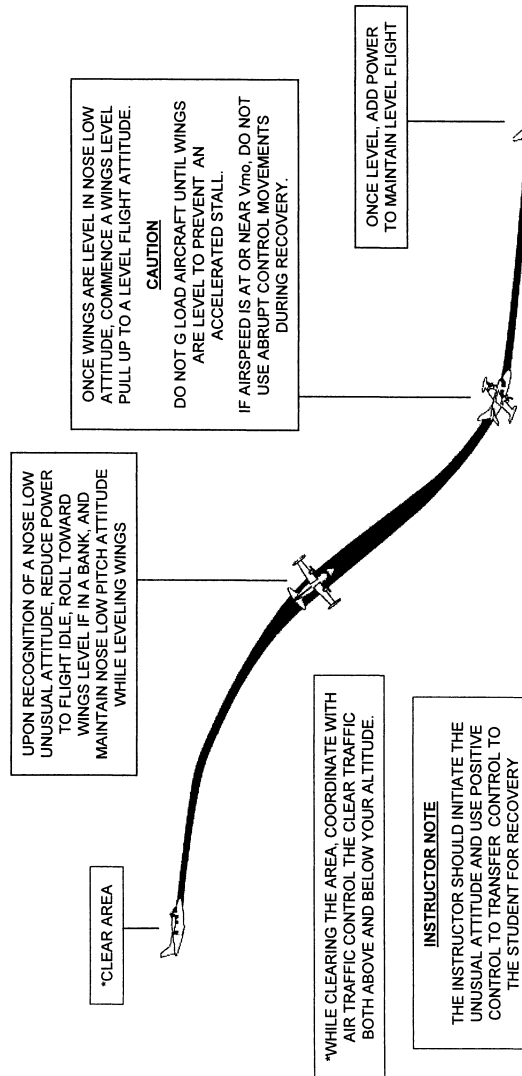 *CLEAR AREA
UPON RECOGNITION OF A NOSE LOW
UNUSUAL ATTITUDE, REDUCE POWER
TO FLIGHT IDLE, ROLL TOWARD
WINGS LEVEL IF IN A BANK, AND
MAINTAIN NOSE LOW PITCH ATTITUDE
WHILE LEVELING WINGS
ONCE WINGS ARE LEVEL IN NOSE LOW
ATTITUDE, COMMENCE A WINGS LEVEL
PULL UP TO A LEVEL FLIGHT ATTITUDE.
CAUTION
DO NOT G LOAD AIRCRAFT UNTIL WINGS
ARE LEVEL TO PREVENT AN
ACCELERATED STALL.
IF AIRSPEED IS AT OR NEAR Vmo, DO NOT
USE ABRUPT CONTROL MOVEMENTS
DURING RECOVERY.
ONCE LEVEL, ADD POWER
TO MAINTAIN LEVEL FLIGHT
*WHILE CLEARING THE AREA, COORDINATE WITH
AIR TRAFFIC CONTROL THE CLEAR TRAFFIC
BOTH ABOVE AND BELOW YOUR ALTITUDE.
INSTRUCTOR NOTE
THE INSTRUCTOR SHOULD INITIATE THE
UNUSUAL ATTITUDE AND USE POSITIVE
CONTROL TO TRANSFER CONTROL TO
THE STUDENT FOR RECOVERY